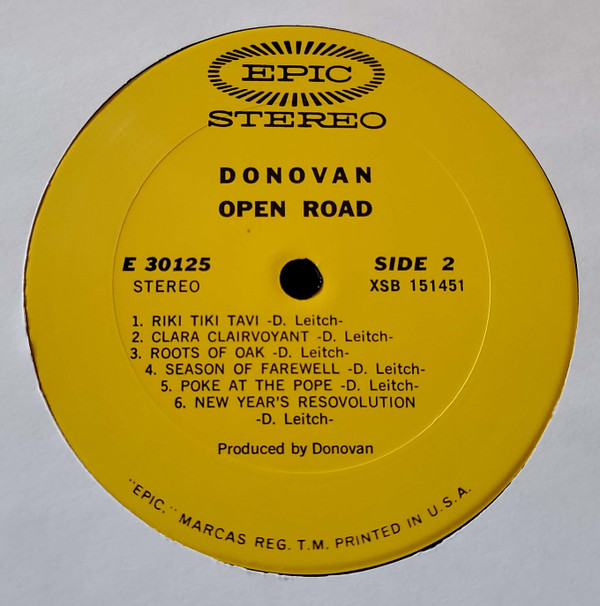 EPIC
STEREO
DONOVAN
OPEN ROAD
E 30125
STEREO
SIDE 2
XSB 151451
1. RIKI TIKI TAVI -D. Leitch-
2. CLARA CLAIRVOYANT -D. Leitch-
3. ROOTS OF OAK -D. Leitch-
4. SEASON OF FAREWELL -D. Leitch-
5. POKE AT THE POPE -D. Leitch-
6. NEW YEAR'S RESOVOLUTION
-D. Leitch-
Produced by Donovan
"EPIC," MARCAS REG. T.M. PRINTED IN U.S.A.